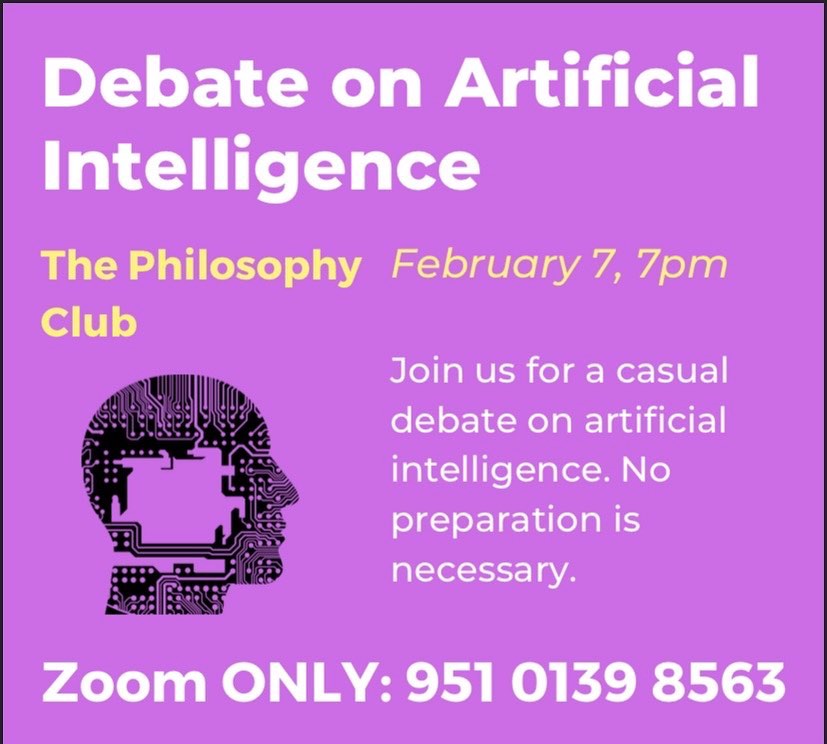 Debate on Artificial
Intelligence
The Philosophy
Club
February 7, 7pm
Join us for a casual
debate on artificial
intelligence. No
preparation is
necessary.
Zoom ONLY: 951 0139 8563